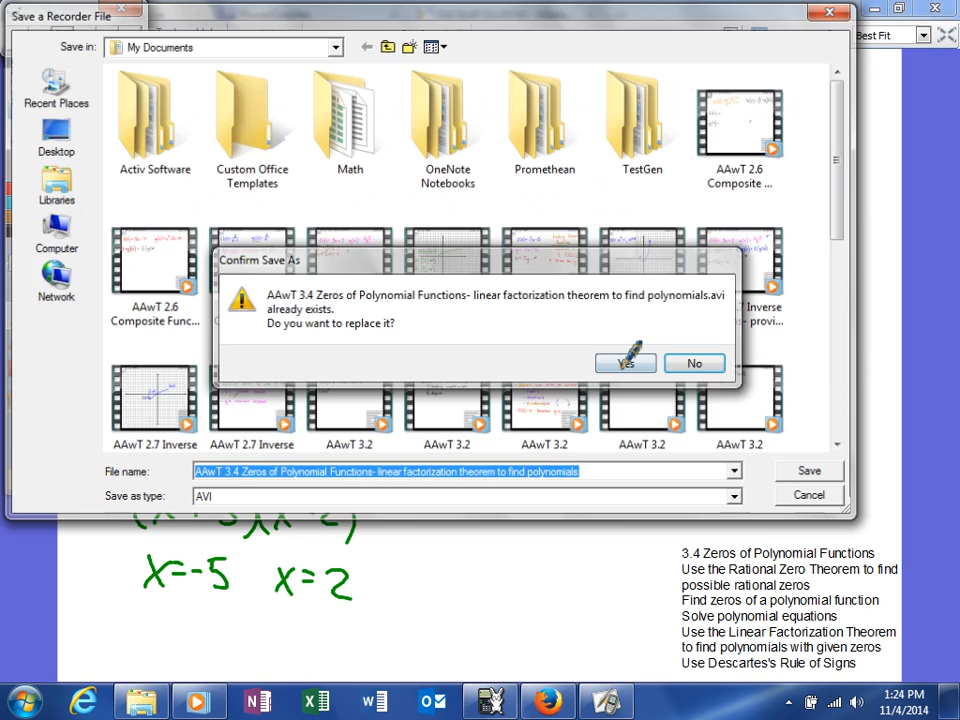 Save a Recorder File
Best Fit
Save in:
My Documents
Recent Places
Desktop
Libraries
Computer
Network
Activ Software
Custom Office
Templates
Math
OneNote
Notebooks
Promethean
TestGen
AAwT 2.6
Composite ...
AAwT 2.6
Composite Func...
- provi...
Confirm Save As
AAwT 3.4 Zeros of Polynomial Functions- linear factorization theorem to find polynomials.avi
already exists.
Do you want to replace it?
Yes
No
AAwT 2.7 Inverse
AAwT 2.7 Inverse
AAwT 3.2
AAwT 3.2
AAwT 3.2
AAwT 3.2
AAwT 3.2
File name:
AAwT 3.4 Zeros of Polynomial Functions- linear factorization theorem to find polynomials
Save
Save as type:
AVI
Cancel
x=-5 x=2
3.4 Zeros of Polynomial Functions
Use the Rational Zero Theorem to find
possible rational zeros
Find zeros of a polynomial function
Solve polynomial equations
Use the Linear Factorization Theorem
to find polynomials with given zeros
Use Descartes's Rule of Signs
1:24 PM
11/4/2014